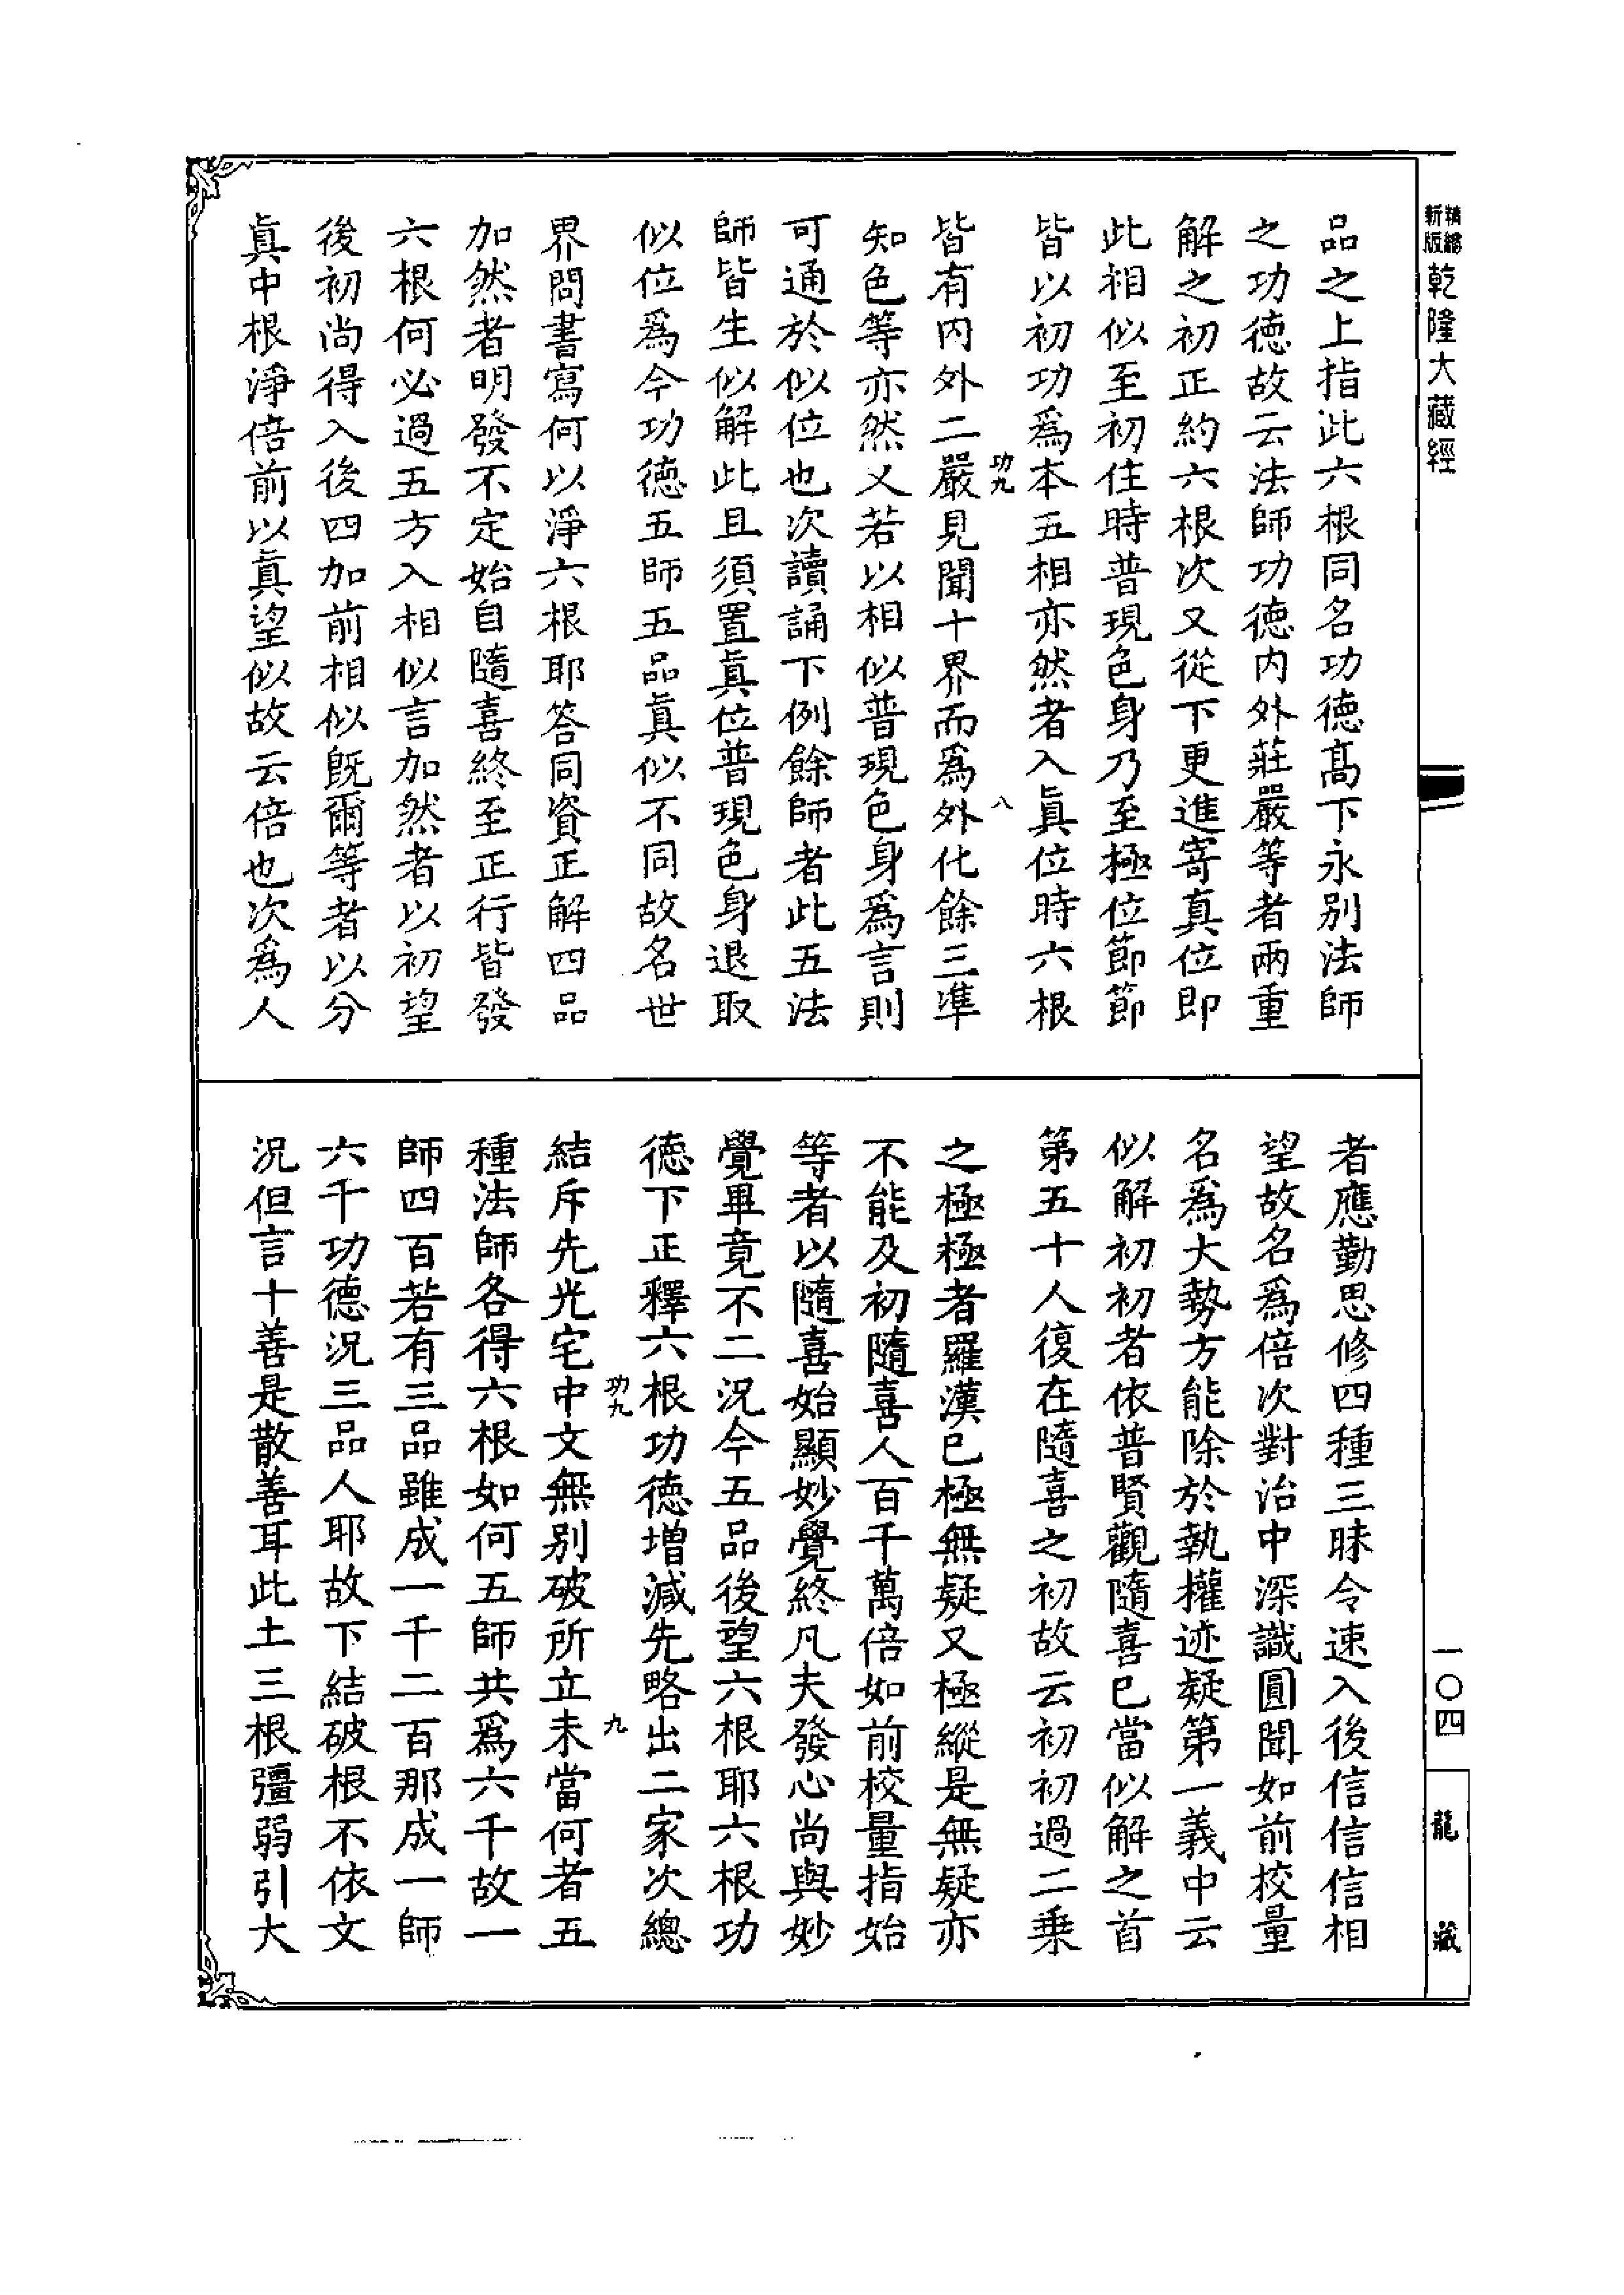 精縮新版乾隆大藏經
品之上指此六根同名功德髙下永別法師
之功德故云法師功德内外莊嚴等者兩重
解之初正約六根次又從下更進寄真位即
此相似至初住時普現色身乃至極位節節
皆以初功爲本五相亦然者入眞位時六根
功九
八
皆有内外二嚴見聞十界而爲外化餘三準
知色等亦然又若以相似普現色身爲言則
可通於似位也次讀誦下例餘師者此五法
師皆生似解此且須置眞位普現色身退取
似位爲今功德五師五品眞似不同故名世
界問書寫何以淨六根耶答同資正解四品
加然者明發不定始自隨喜終至正行皆發
六根何必過五方入相似言加然者以初望
後初尚得入後四加前相似旣爾等者以分
眞中根淨倍前以眞望似故云倍也次爲人
者應勤思修四種三昧令速入後信信信相
望故名爲倍次對治中深識圓聞如前校量
名爲大勢方能除於執權迹疑第一義中云
似解初初者依普賢觀隨喜已當似解之首
第五十人復在隨喜之初故云初初過二乗
之極極者羅漢已極無疑又極縱是無疑亦
不能及初隨喜人百千萬倍如前校量指始
等者以隨喜始顯妙覺終凡夫發心尚與妙
覺畢竟不二況今五品後望六根耶六根功
德下正釋六根功德增減先略出二家次總
功九
九
結斥先光宅中文無別破所立未當何者五
種法師各得六根如何五師共爲六千故一
師四百若有三品雖成一千二百那成一師
六千功德況三品人耶故下結破根不依文
況但言十善是散善耳此土三根彊弱引大
一〇四
龍藏